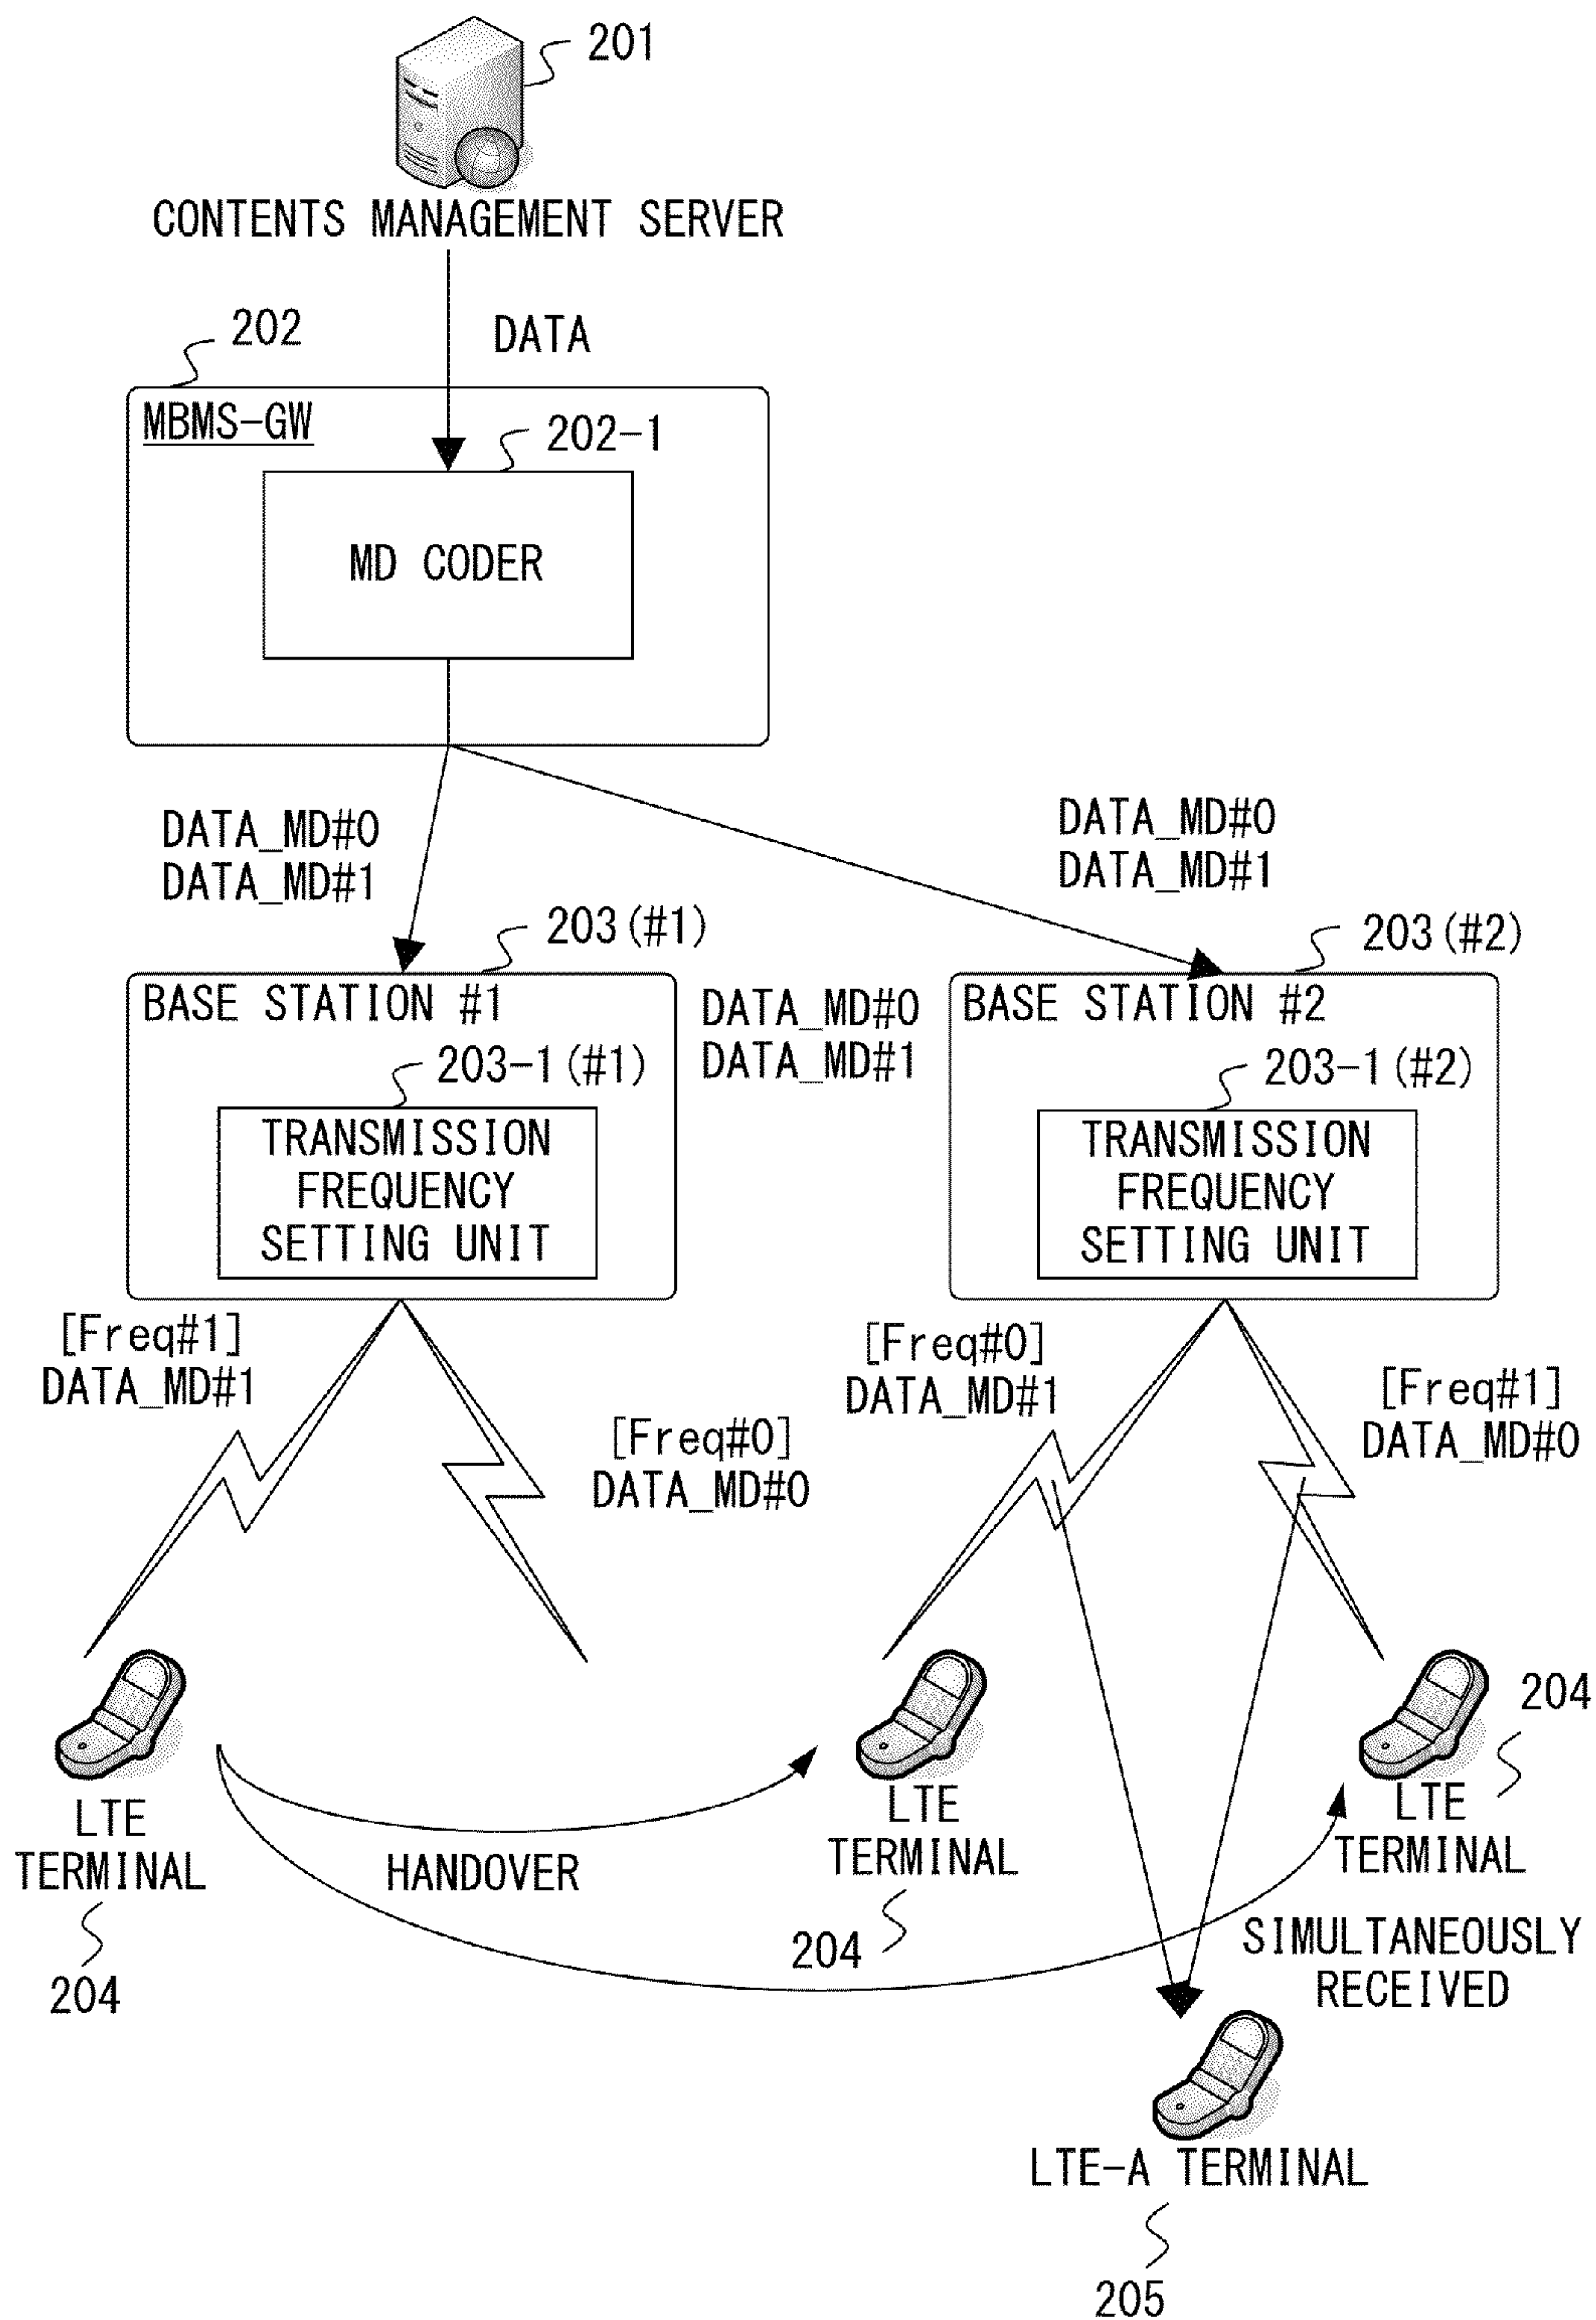 201
CONTENTS MANAGEMENT SERVER
202
DATA
MBMS-GW
202-1
MD CODER
DATA_MD#0
DATA_MD#1
DATA_MD#0
DATA_MD#1
203(#1)
203(#2)
BASE STATION #1
DATA_MD#0
DATA_MD#1
BASE STATION #2
203-1(#1)
203-1(#2)
TRANSMISSION
FREQUENCY
SETTING UNIT
TRANSMISSION
FREQUENCY
SETTING UNIT
[Freq#1]
DATA_MD#1
[Freq#0]
DATA_MD#0
[Freq#0]
DATA_MD#1
[Freq#1]
DATA_MD#0
204
LTE
TERMINAL
204
HANDOVER
LTE
TERMINAL
204
LTE
TERMINAL
SIMULTANEOUSLY
RECEIVED
LTE-A TERMINAL
205